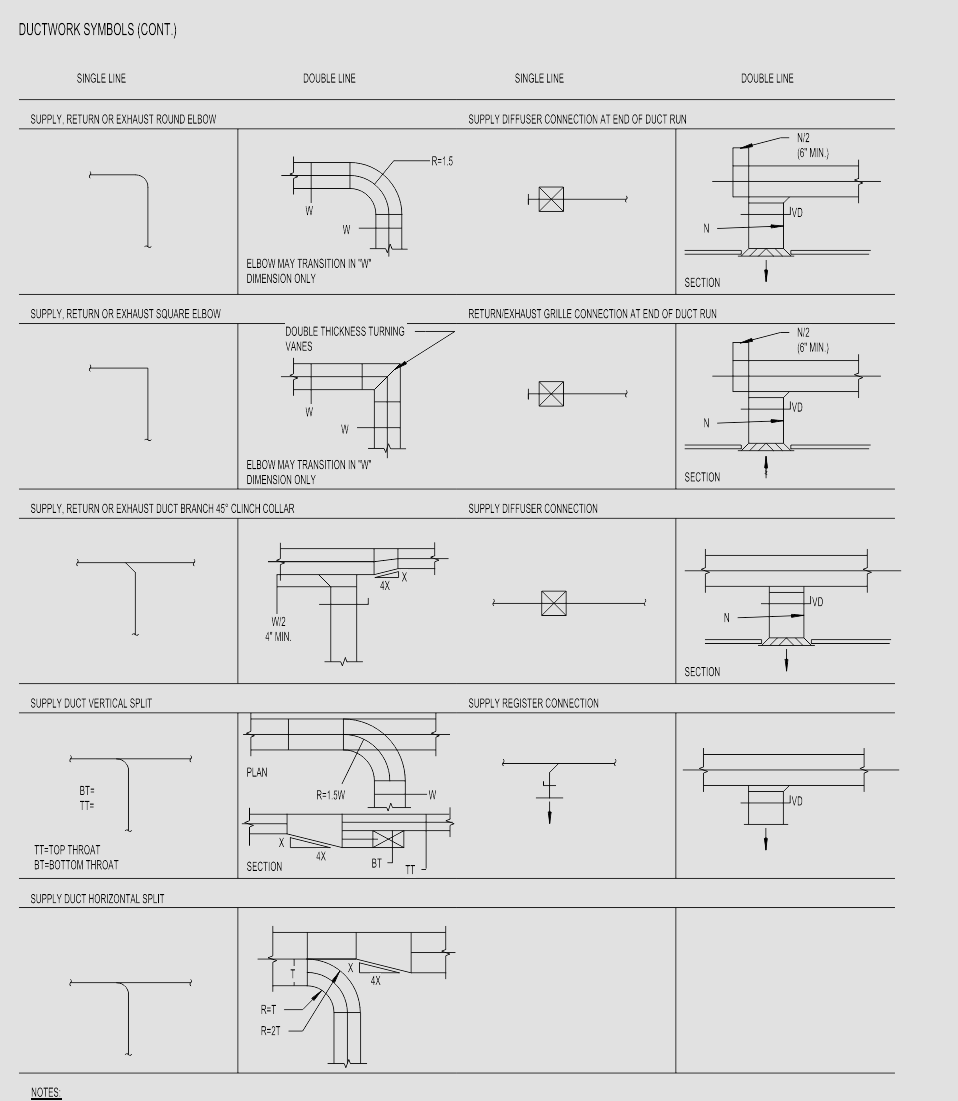 DUCTWORK SYMBOLS (CONT.)
SINGLE LINE
DOUBLE LINE
SINGLE LINE
DOUBLE LINE
SUPPLY, RETURN OR EXHAUST ROUND ELBOW
R=1.5
W
W
ELBOW MAY TRANSITION IN "W"
DIMENSION ONLY
SUPPLY DIFFUSER CONNECTION AT END OF DUCT RUN
N/2
(6" MIN.)
VD
N
SECTION
SUPPLY, RETURN OR EXHAUST SQUARE ELBOW
DOUBLE THICKNESS TURNING
VANES
W
W
ELBOW MAY TRANSITION IN "W"
DIMENSION ONLY
RETURN/EXHAUST GRILLE CONNECTION AT END OF DUCT RUN
N/2
(6" MIN.)
VD
N
SECTION
SUPPLY, RETURN OR EXHAUST DUCT BRANCH 45° CLINCH COLLAR
X
4X
W/2
4" MIN.
SUPPLY DIFFUSER CONNECTION
VD
N
SECTION
SUPPLY DUCT VERTICAL SPLIT
BT=
TT=
TT=TOP THROAT
BT=BOTTOM THROAT
PLAN
R=1.5W
W
X
4X
BT
TT
SECTION
SUPPLY REGISTER CONNECTION
VD
SUPPLY DUCT HORIZONTAL SPLIT
T
X
4X
R=T
R=2T
NOTES: